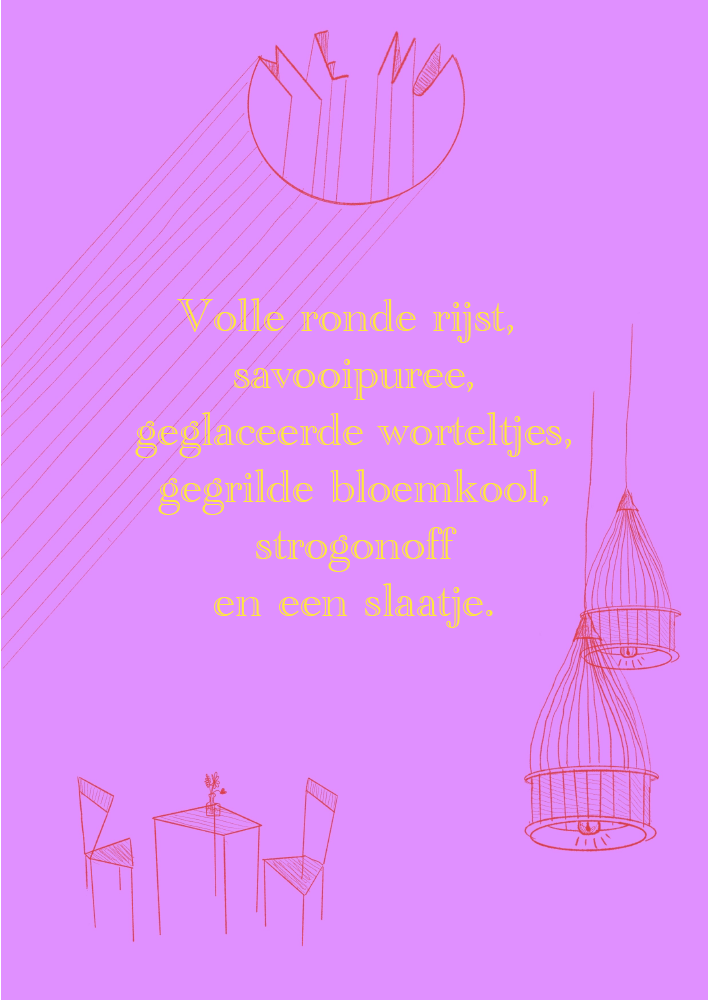 Volle ronde rijst,
savooipuree,
geglaceerde worteltjes,
gegrilde bloemkool,
strogonoff
en een slaatje.